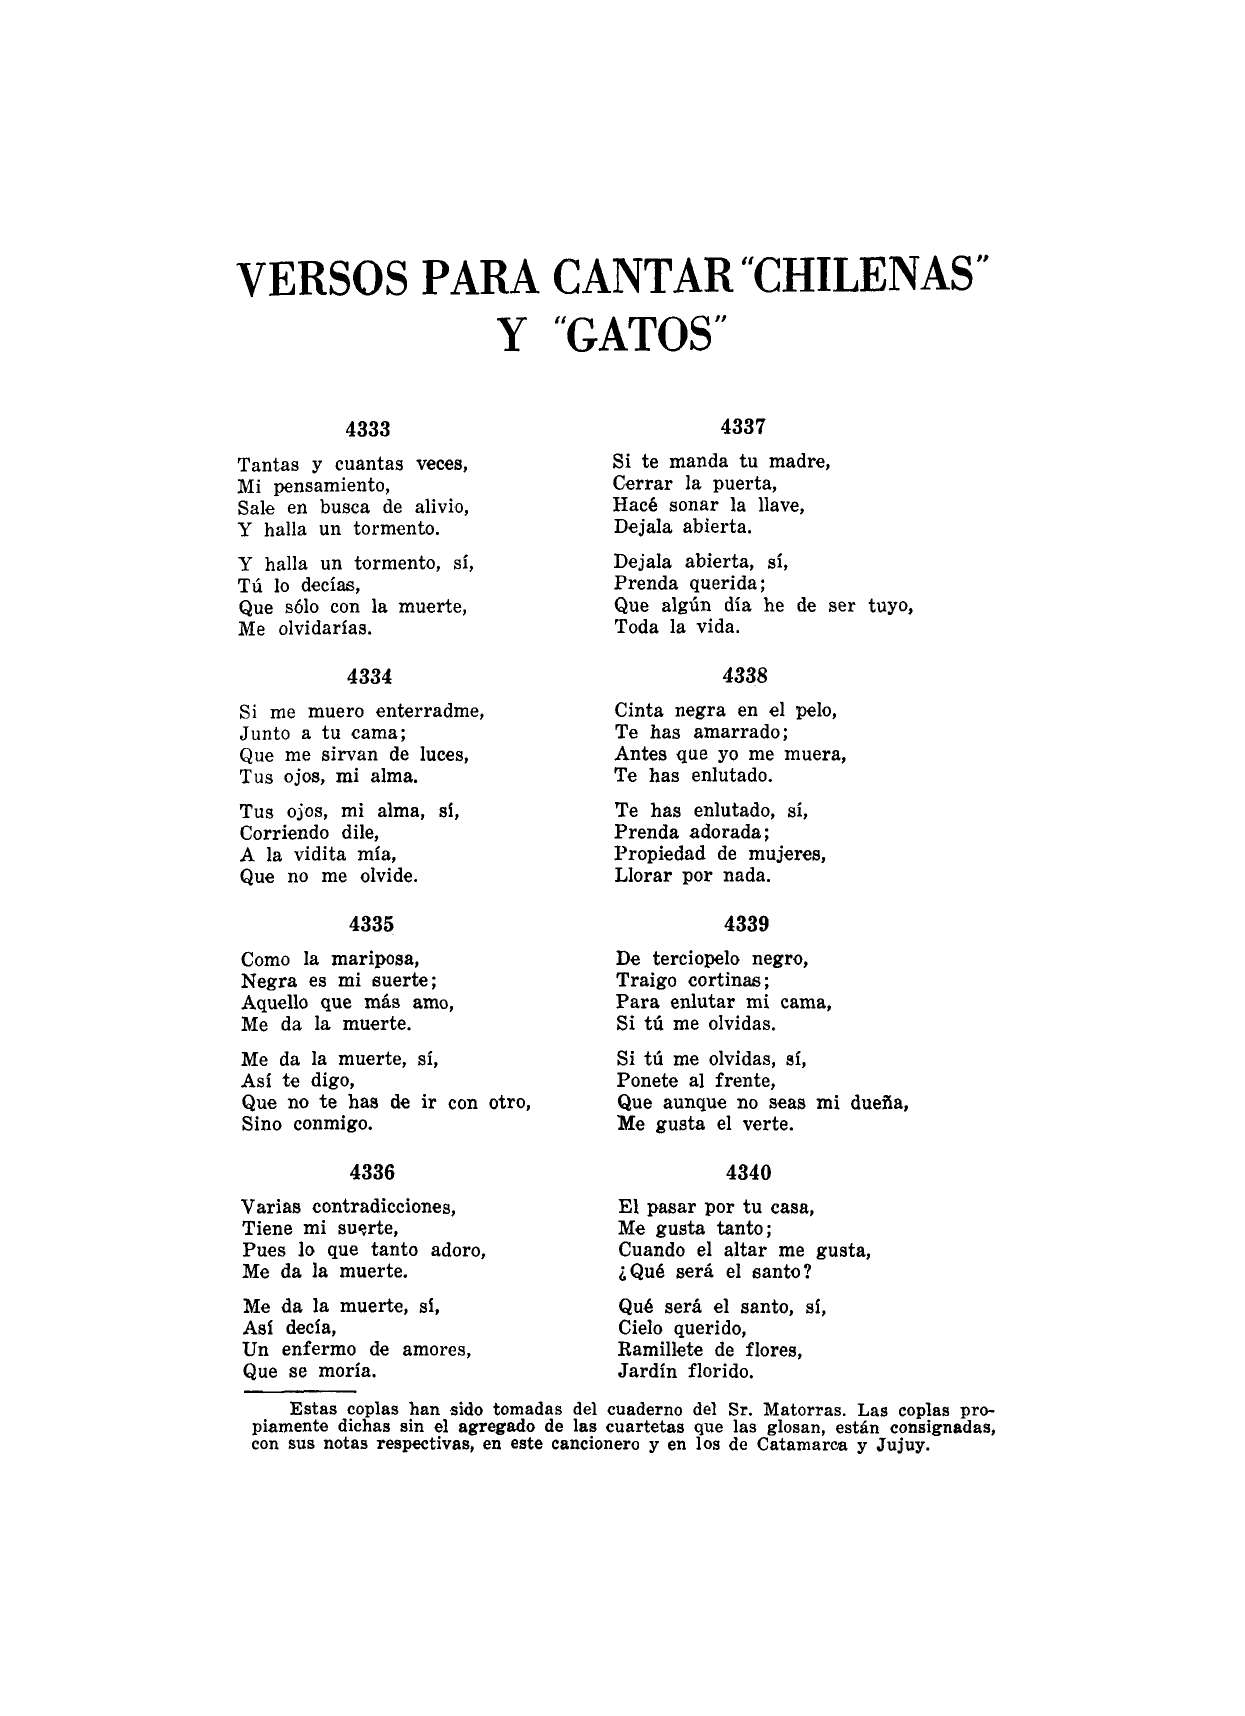 VERSOS PARA CANTAR "CHILENAS"
Y "GATOS"
4333
Tantas y cuantas veces,
Mi pensamiento,
Sale en busca de alivio,
Y halla un tormento.
Y halla un tormento, sí,
Tú lo decías,
Que sólo con la muerte,
Me olvidarías.
4334
Si me muero enterradme,
Junto a tu cama;
Que me sirvan de luces,
Tus ojos, mi alma.
Tus ojos, mi alma, sí,
Corriendo dile,
A la vidita mía,
Que no me olvide.
4335
Como la mariposa,
Negra es mi suerte;
Aquello que más amo,
Me da la muerte.
Me da la muerte, sí,
Así te digo,
Que no te has de ir con otro,
Sino conmigo.
4336
Varias contradicciones,
Tiene mi suerte,
Pues lo que tanto adoro,
Me da la muerte.
Me da la muerte, sí,
Así decía,
Un enfermo de amores,
Que se moría.
4337
Si te manda tu madre,
Cerrar la puerta,
Hacé sonar la llave,
Dejala abierta.
Dejala abierta, sí,
Prenda querida;
Que algún día he de ser tuyo,
Toda la vida.
4338
Cinta negra en el pelo,
Te has amarrado;
Antes que yo me muera,
Te has enlutado.
Te has enlutado, sí,
Prenda adorada;
Propiedad de mujeres,
Llorar por nada.
4339
De terciopelo negro,
Traigo cortinas;
Para enlutar mi cama,
Si tú me olvidas.
Si tú me olvidas, sí,
Ponete al frente,
Que aunque no seas mi dueña,
Me gusta el verte.
4340
El pasar por tu casa,
Me gusta tanto;
Cuando el altar me gusta,
¿Qué será el santo?
Qué será el santo, sí,
Cielo querido,
Ramillete de flores,
Jardín florido.
Estas coplas han sido tomadas del cuaderno del Sr. Matorras. Las coplas pro-
piamente dichas sin el agregado de las cuartetas que las glosan, están consignadas,
con sus notas respectivas, en este cancionero y en los de Catamarca y Jujuy.